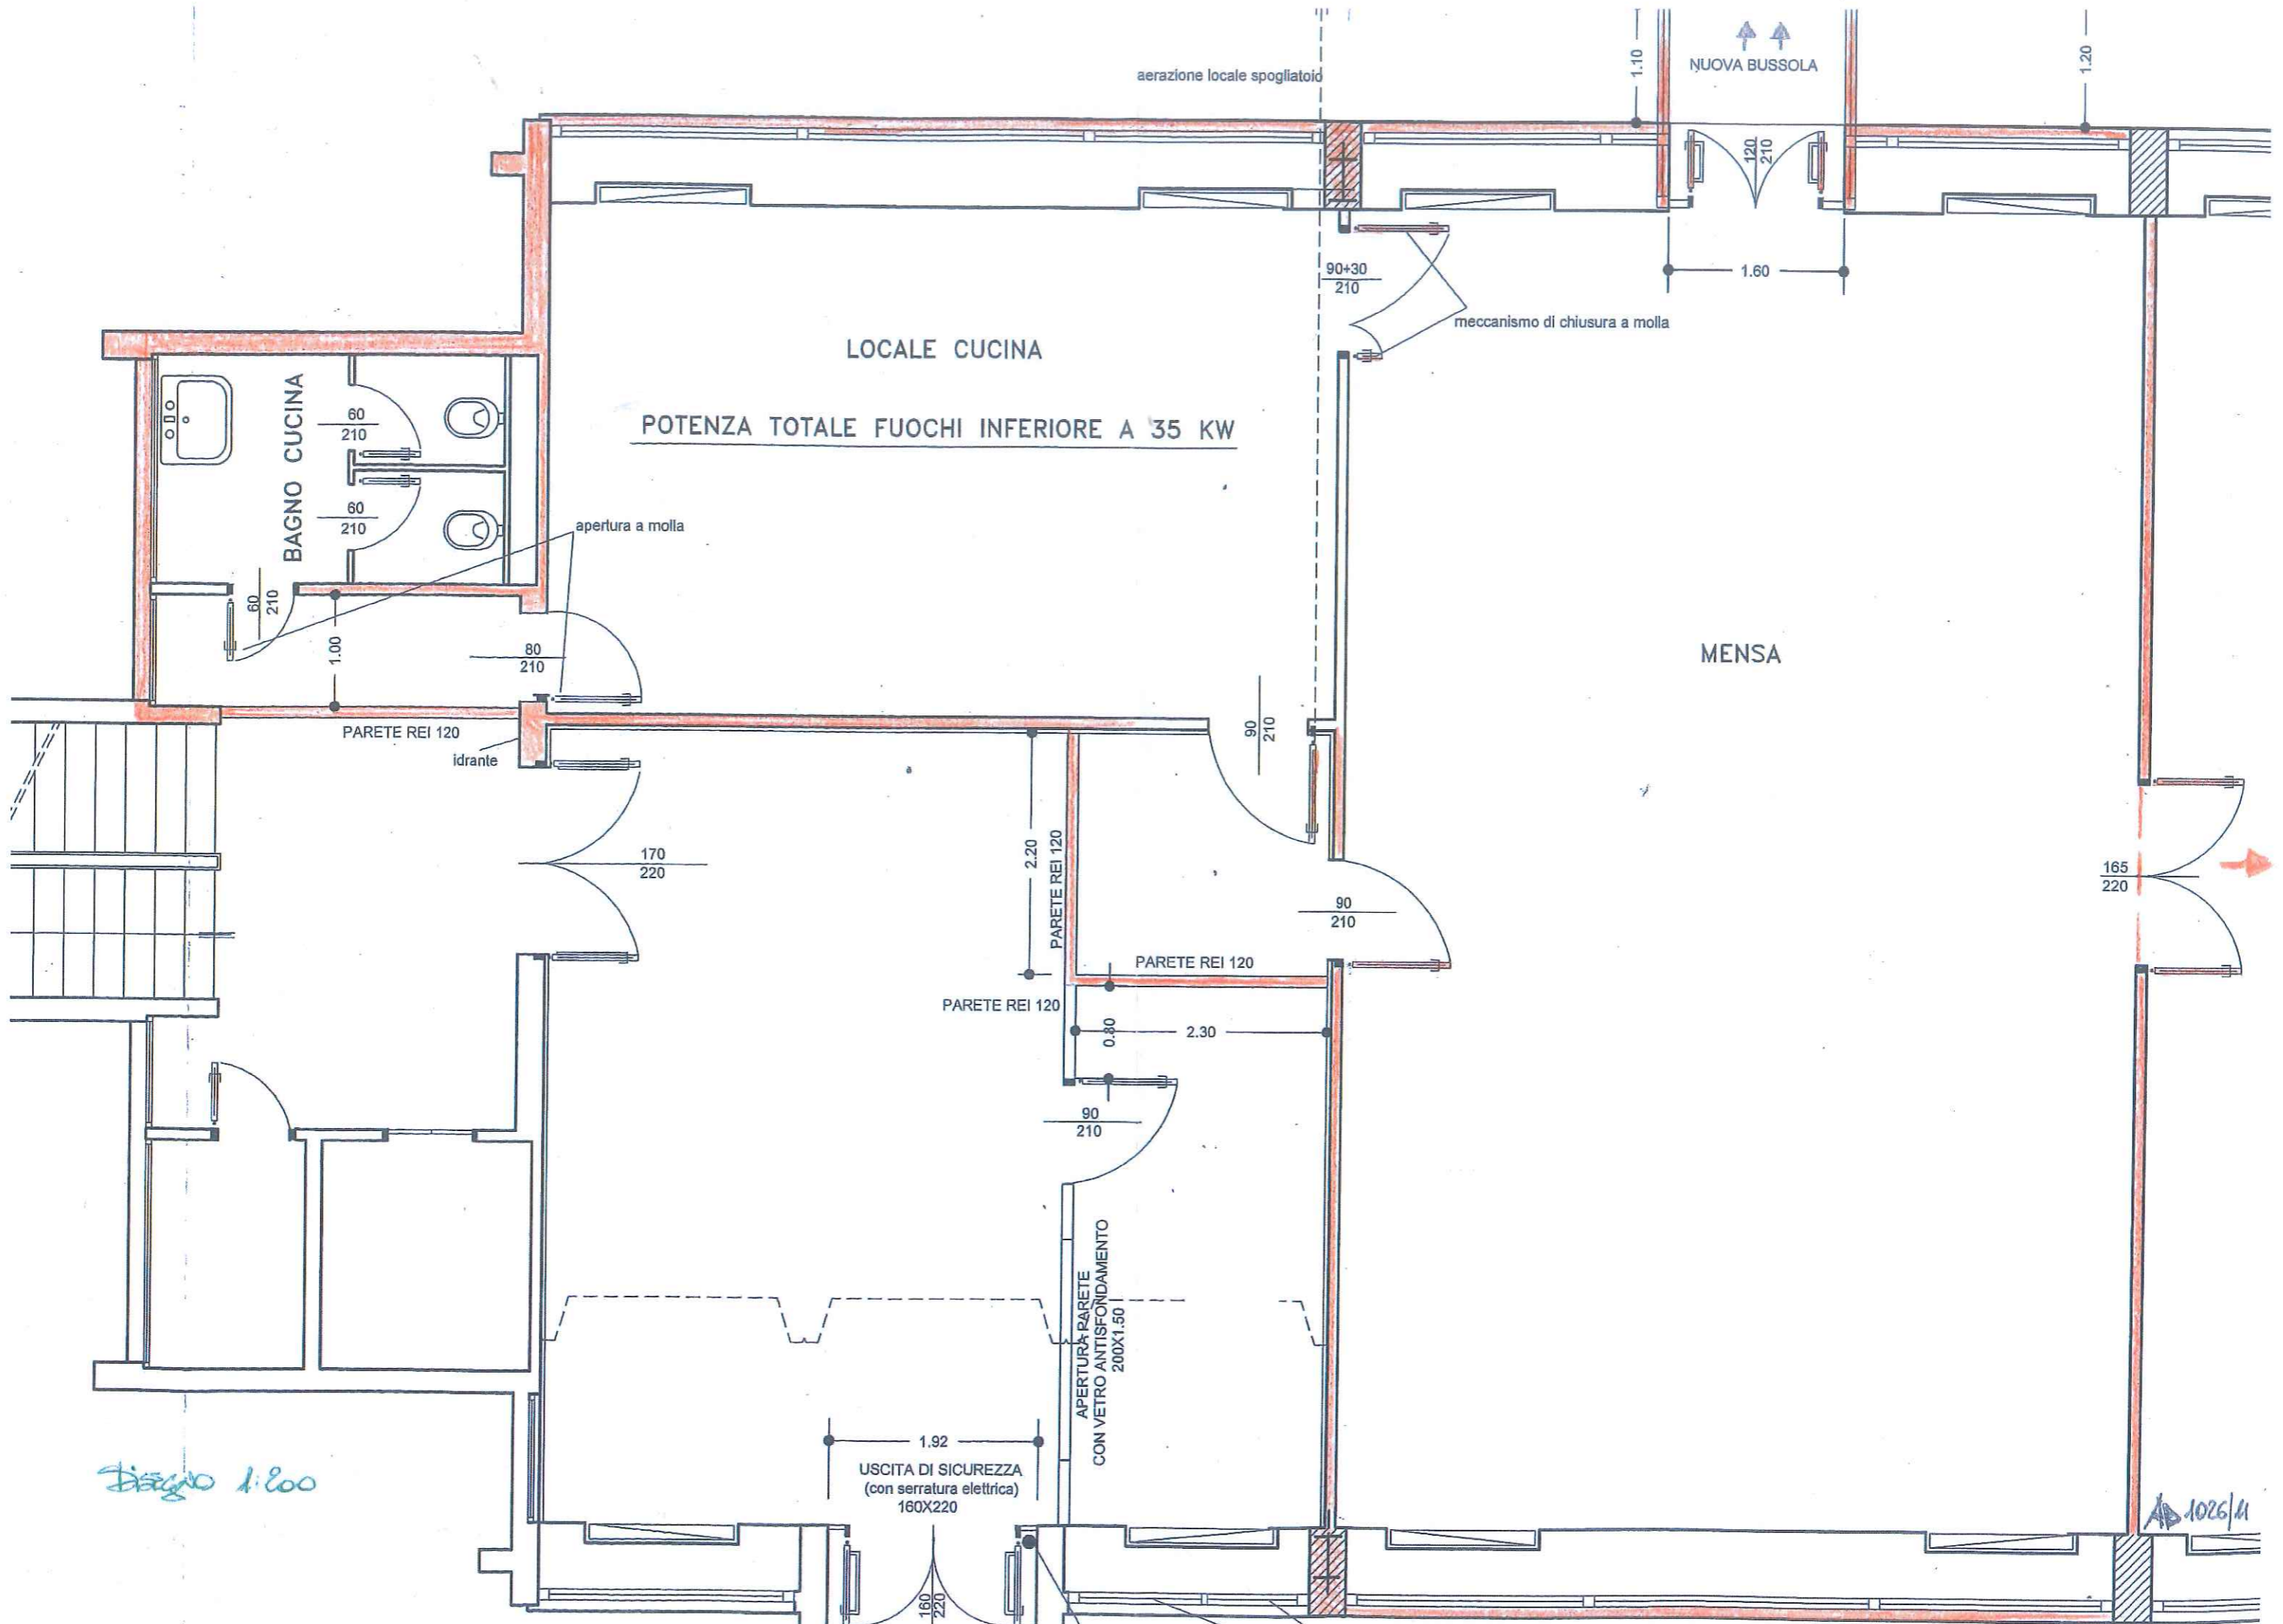 aerazione locale spogliatoio
1.10
NUOVA BUSSOLA
1.20
120
210
90+30
210
1.60
meccanismo di chiusura a molla
LOCALE CUCINA
POTENZA TOTALE FUOCHI INFERIORE A 35 KW
BAGNO CUCINA
60
210
60
210
apertura a molla
60
210
1.00
80
210
MENSA
90
210
PARETE REI 120
idrante
170
220
2.20
PARETE REI 120
165
220
90
210
PARETE REI 120
PARETE REI 120
0.80
2.30
90
210
APERTURA PARETE
CON VETRO ANTISFONDAMENTO
200X1.50
1.92
USCITA DI SICUREZZA
(con serratura elettrica)
160X220
160
220
Disegno 1:200
1026/11